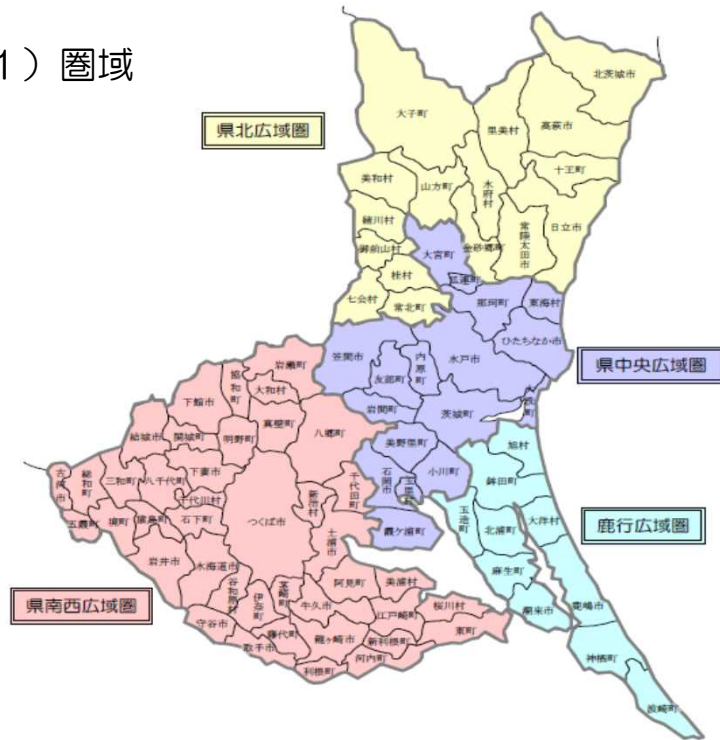 1）圏域
北茨城市
大子町
里美村
高萩市
県北広域圏
十王町
美和村
山方町
水府村
緒川村
常陸太田市
日立市
御前山村
大宮町
金砂郷町
桂村
瓜連町
那珂町
東海村
七会村
常北町
ひたちなか市
笠間市
内原町
水戸市
県中央広域圏
岩瀬町
友部町
協和町
大和村
下館市
岩間町
茨城町
大洗町
真壁町
八郷町
結城市
関城町
明野町
美野里町
旭村
小川町
石岡市
玉里村
鉾田町
古河市
総和町
三和町
八千代町
下妻市
千代田町
千代川村
新治村
玉造町
大洋村
五霞町
境町
猿島町
石下町
つくば市
霞ケ浦町
北浦町
鹿行広域圏
土浦市
岩井市
水海道市
麻生町
阿見町
美浦村
谷和原村
伊奈町
茎崎町
県南西広域圏
牛久市
桜川村
江戸崎町
潮来市
鹿嶋市
守谷市
藤代町
龍ヶ崎市
新利根町
東町
取手市
河内町
利根町
神栖町
波崎町